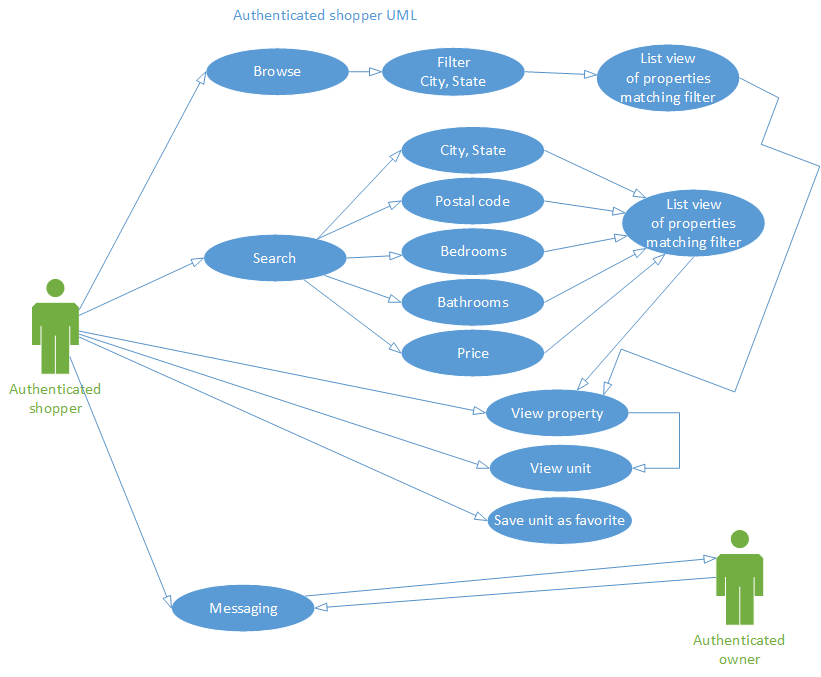 Authenticated shopper UML
Browse
Filter
City, State
List view
of properties
matching filter
City, State
Postal code
Bedrooms
Bathrooms
Price
Search
List view
of properties
matching filter
Authenticated
shopper
View property
View unit
Save unit as favorite
Messaging
Authenticated
owner